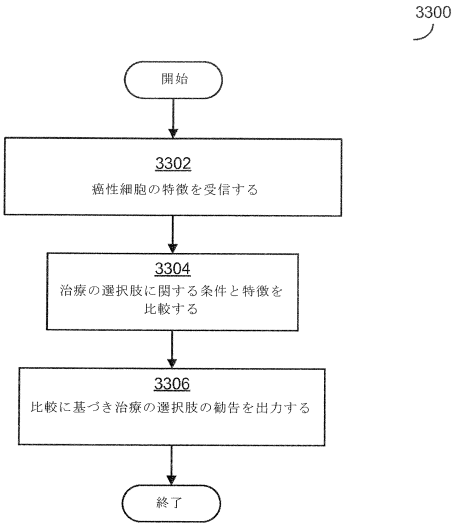 3300
開始
3302
癌性細胞の特徴を受信する
3304
治療の選択肢に関する条件と特徴を
比較する
3306
比較に基づき治療の選択肢の勧告を出力する
終了